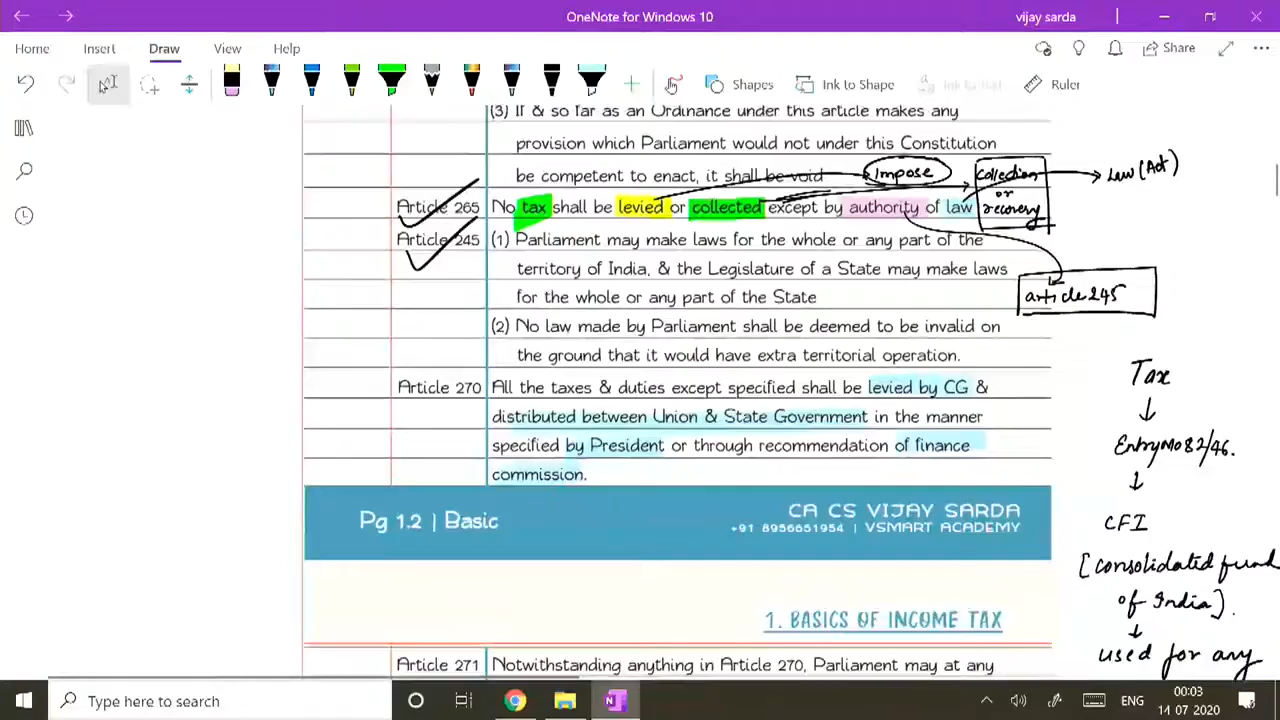 OneNote for Windows 10
vijay sarda
Home Insert Draw View Help
Share
Shapes
Ink to Shape
Ink to Math
Ruler
(3) If & so far as an Ordinance under this article makes any
provision which Parliament would not under this Constitution
be competent to enact, it shall be void
Impose
Collection
or
recovery
Law (Act)
Article 265 No tax shall be levied or collected except by authority of law
Article 245 (1) Parliament may make laws for the whole or any part of the
territory of India, & the Legislature of a State may make laws
for the whole or any part of the State
article 245
(2) No law made by Parliament shall be deemed to be invalid on
the ground that it would have extra territorial operation.
Article 270 All the taxes & duties except specified shall be levied by CG &
distributed between Union & State Government in the manner
specified by President or through recommendation of finance
commission.
Tax
Entry No 82/46.
CFI
[Consolidated fund
of India].
used for any
Pg 1.2 | Basic
CA CS VIJAY SARDA
+91 8956651954 | VSMART ACADEMY
1. BASICS OF INCOME TAX
Article 271 Notwithstanding anything in Article 270, Parliament may at any
Type here to search
ENG
00:03
14-07-2020
3